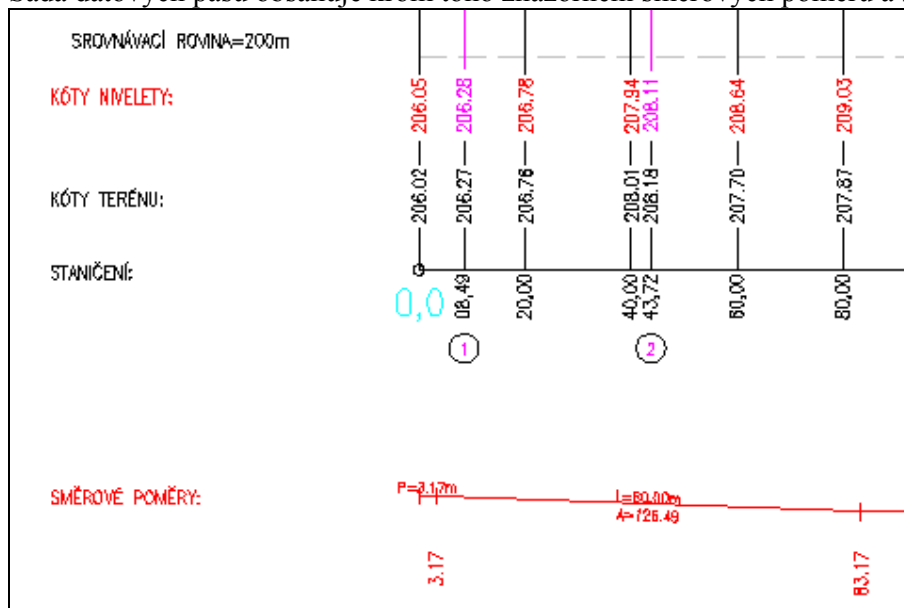 SROVNÁVACÍ ROVINA=200m
KÓTY NIVELETY:
206.05 206.28 206.78 207.94 208.11 208.64 209.03
KÓTY TERÉNU:
206.02 206.27 206.76 208.01 208.18 207.70 207.87
STANIČENÍ:
0,0 08,49 20,00 40,00 43,72 60,00 80,00
1 2
SMĚROVÉ POMĚRY:
P=3.17m L=80.00m
A=126.49
3.17 83.17